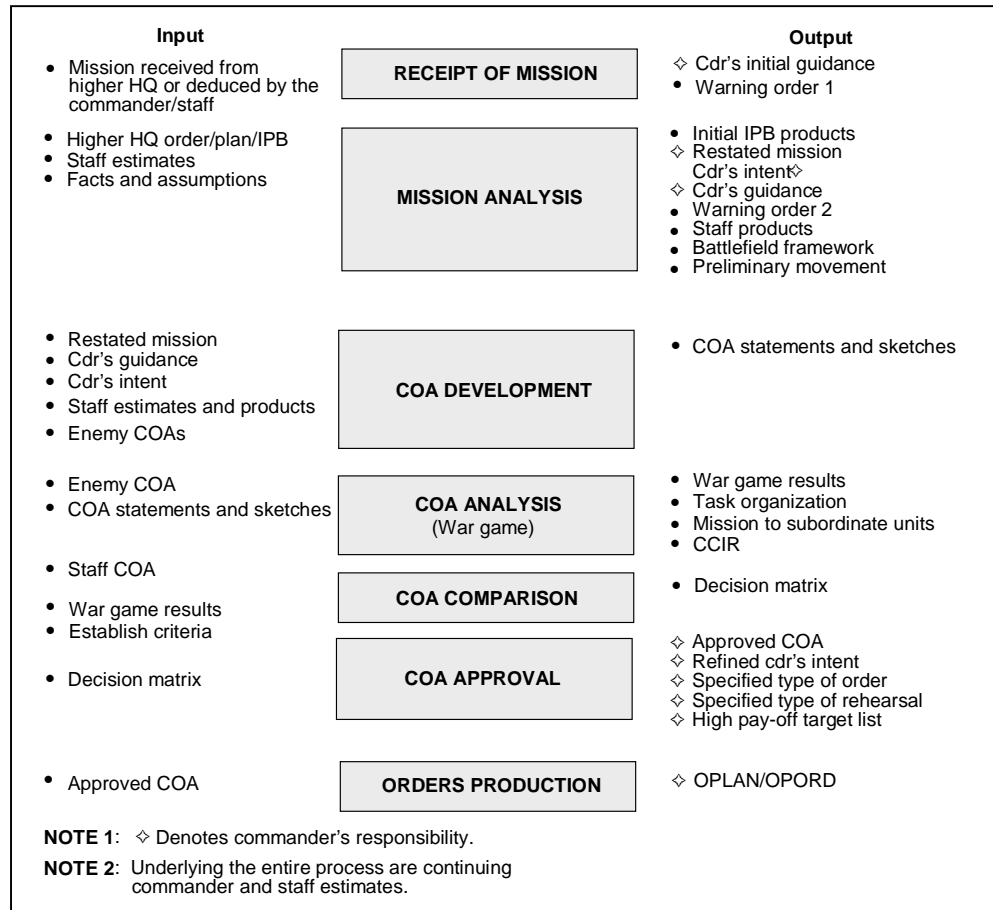 Input
Output
• Mission received from
higher HQ or deduced by the
commander/staff
RECEIPT OF MISSION
✧ Cdr's initial guidance
• Warning order 1
• Higher HQ order/plan/IPB
• Staff estimates
• Facts and assumptions
MISSION ANALYSIS
• Initial IPB products
✧ Restated mission
Cdr's intent✧
✧ Cdr's guidance
• Warning order 2
• Staff products
• Battlefield framework
• Preliminary movement
• Restated mission
• Cdr's guidance
• Cdr's intent
• Staff estimates and products
• Enemy COAs
COA DEVELOPMENT
• COA statements and sketches
• Enemy COA
• COA statements and sketches
COA ANALYSIS
(War game)
• War game results
• Task organization
• Mission to subordinate units
• CCIR
• Staff COA
• War game results
• Establish criteria
COA COMPARISON
• Decision matrix
• Decision matrix
COA APPROVAL
✧ Approved COA
✧ Refined cdr's intent
✧ Specified type of order
✧ Specified type of rehearsal
✧ High pay-off target list
• Approved COA
ORDERS PRODUCTION
✧ OPLAN/OPORD
NOTE 1: ✧ Denotes commander's responsibility.
NOTE 2: Underlying the entire process are continuing
commander and staff estimates.